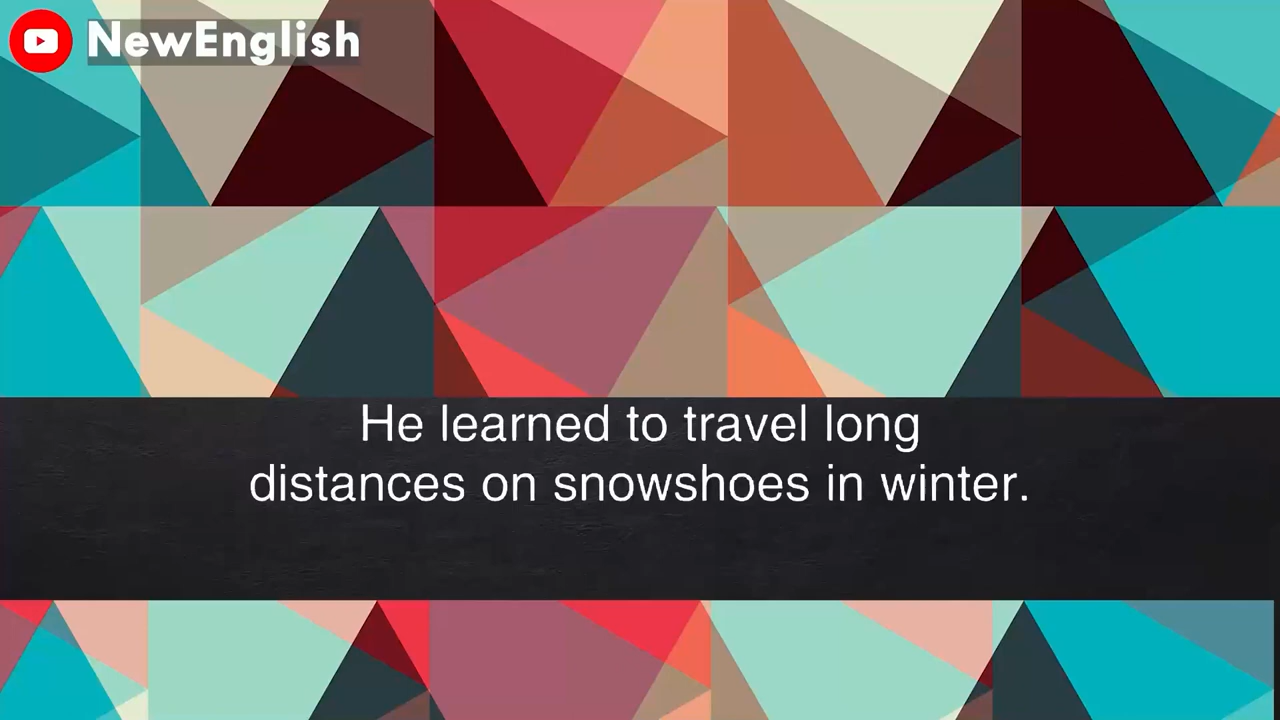 NewEnglish
He learned to travel long
distances on snowshoes in winter.